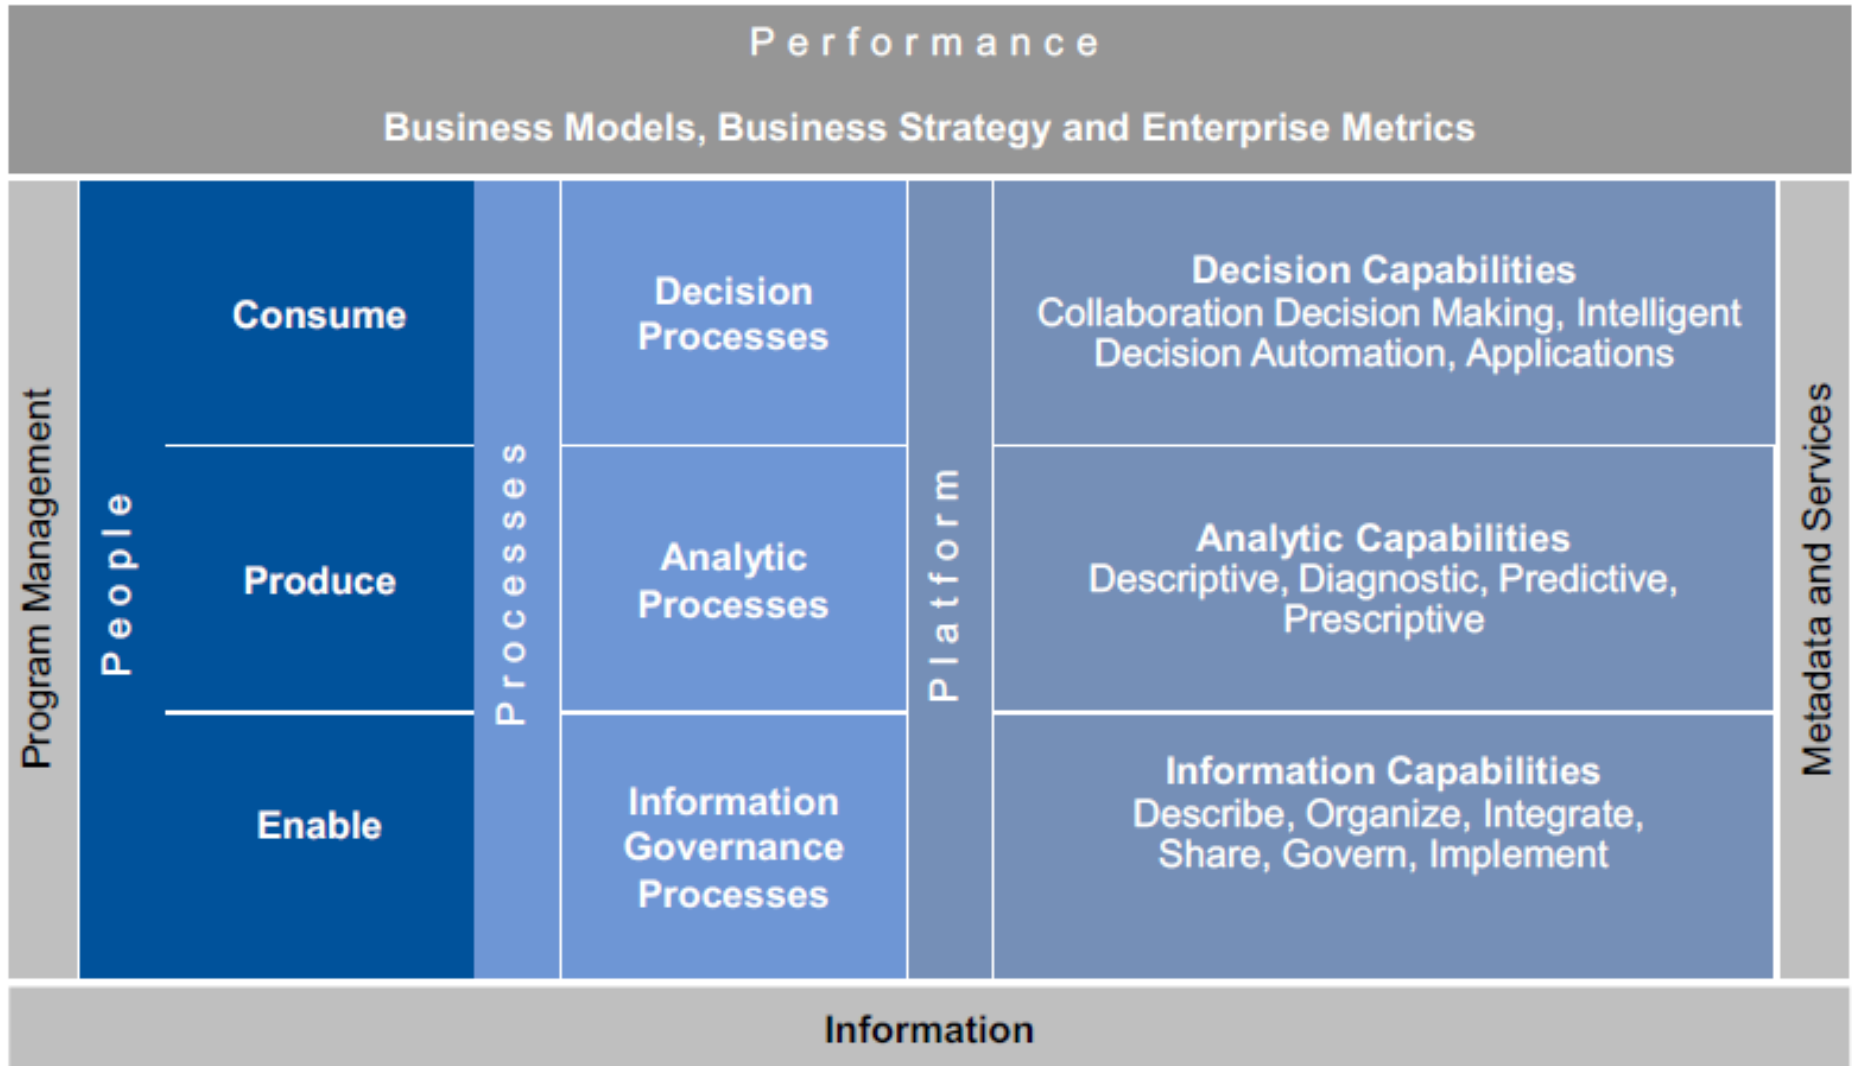 Performance
Business Models, Business Strategy and Enterprise Metrics
Program Management
People
Consume
Produce
Enable
Processes
Decision
Processes
Analytic
Processes
Information
Governance
Processes
Platform
Decision Capabilities
Collaboration Decision Making, Intelligent
Decision Automation, Applications
Analytic Capabilities
Descriptive, Diagnostic, Predictive,
Prescriptive
Information Capabilities
Describe, Organize, Integrate,
Share, Govern, Implement
Metadata and Services
Information